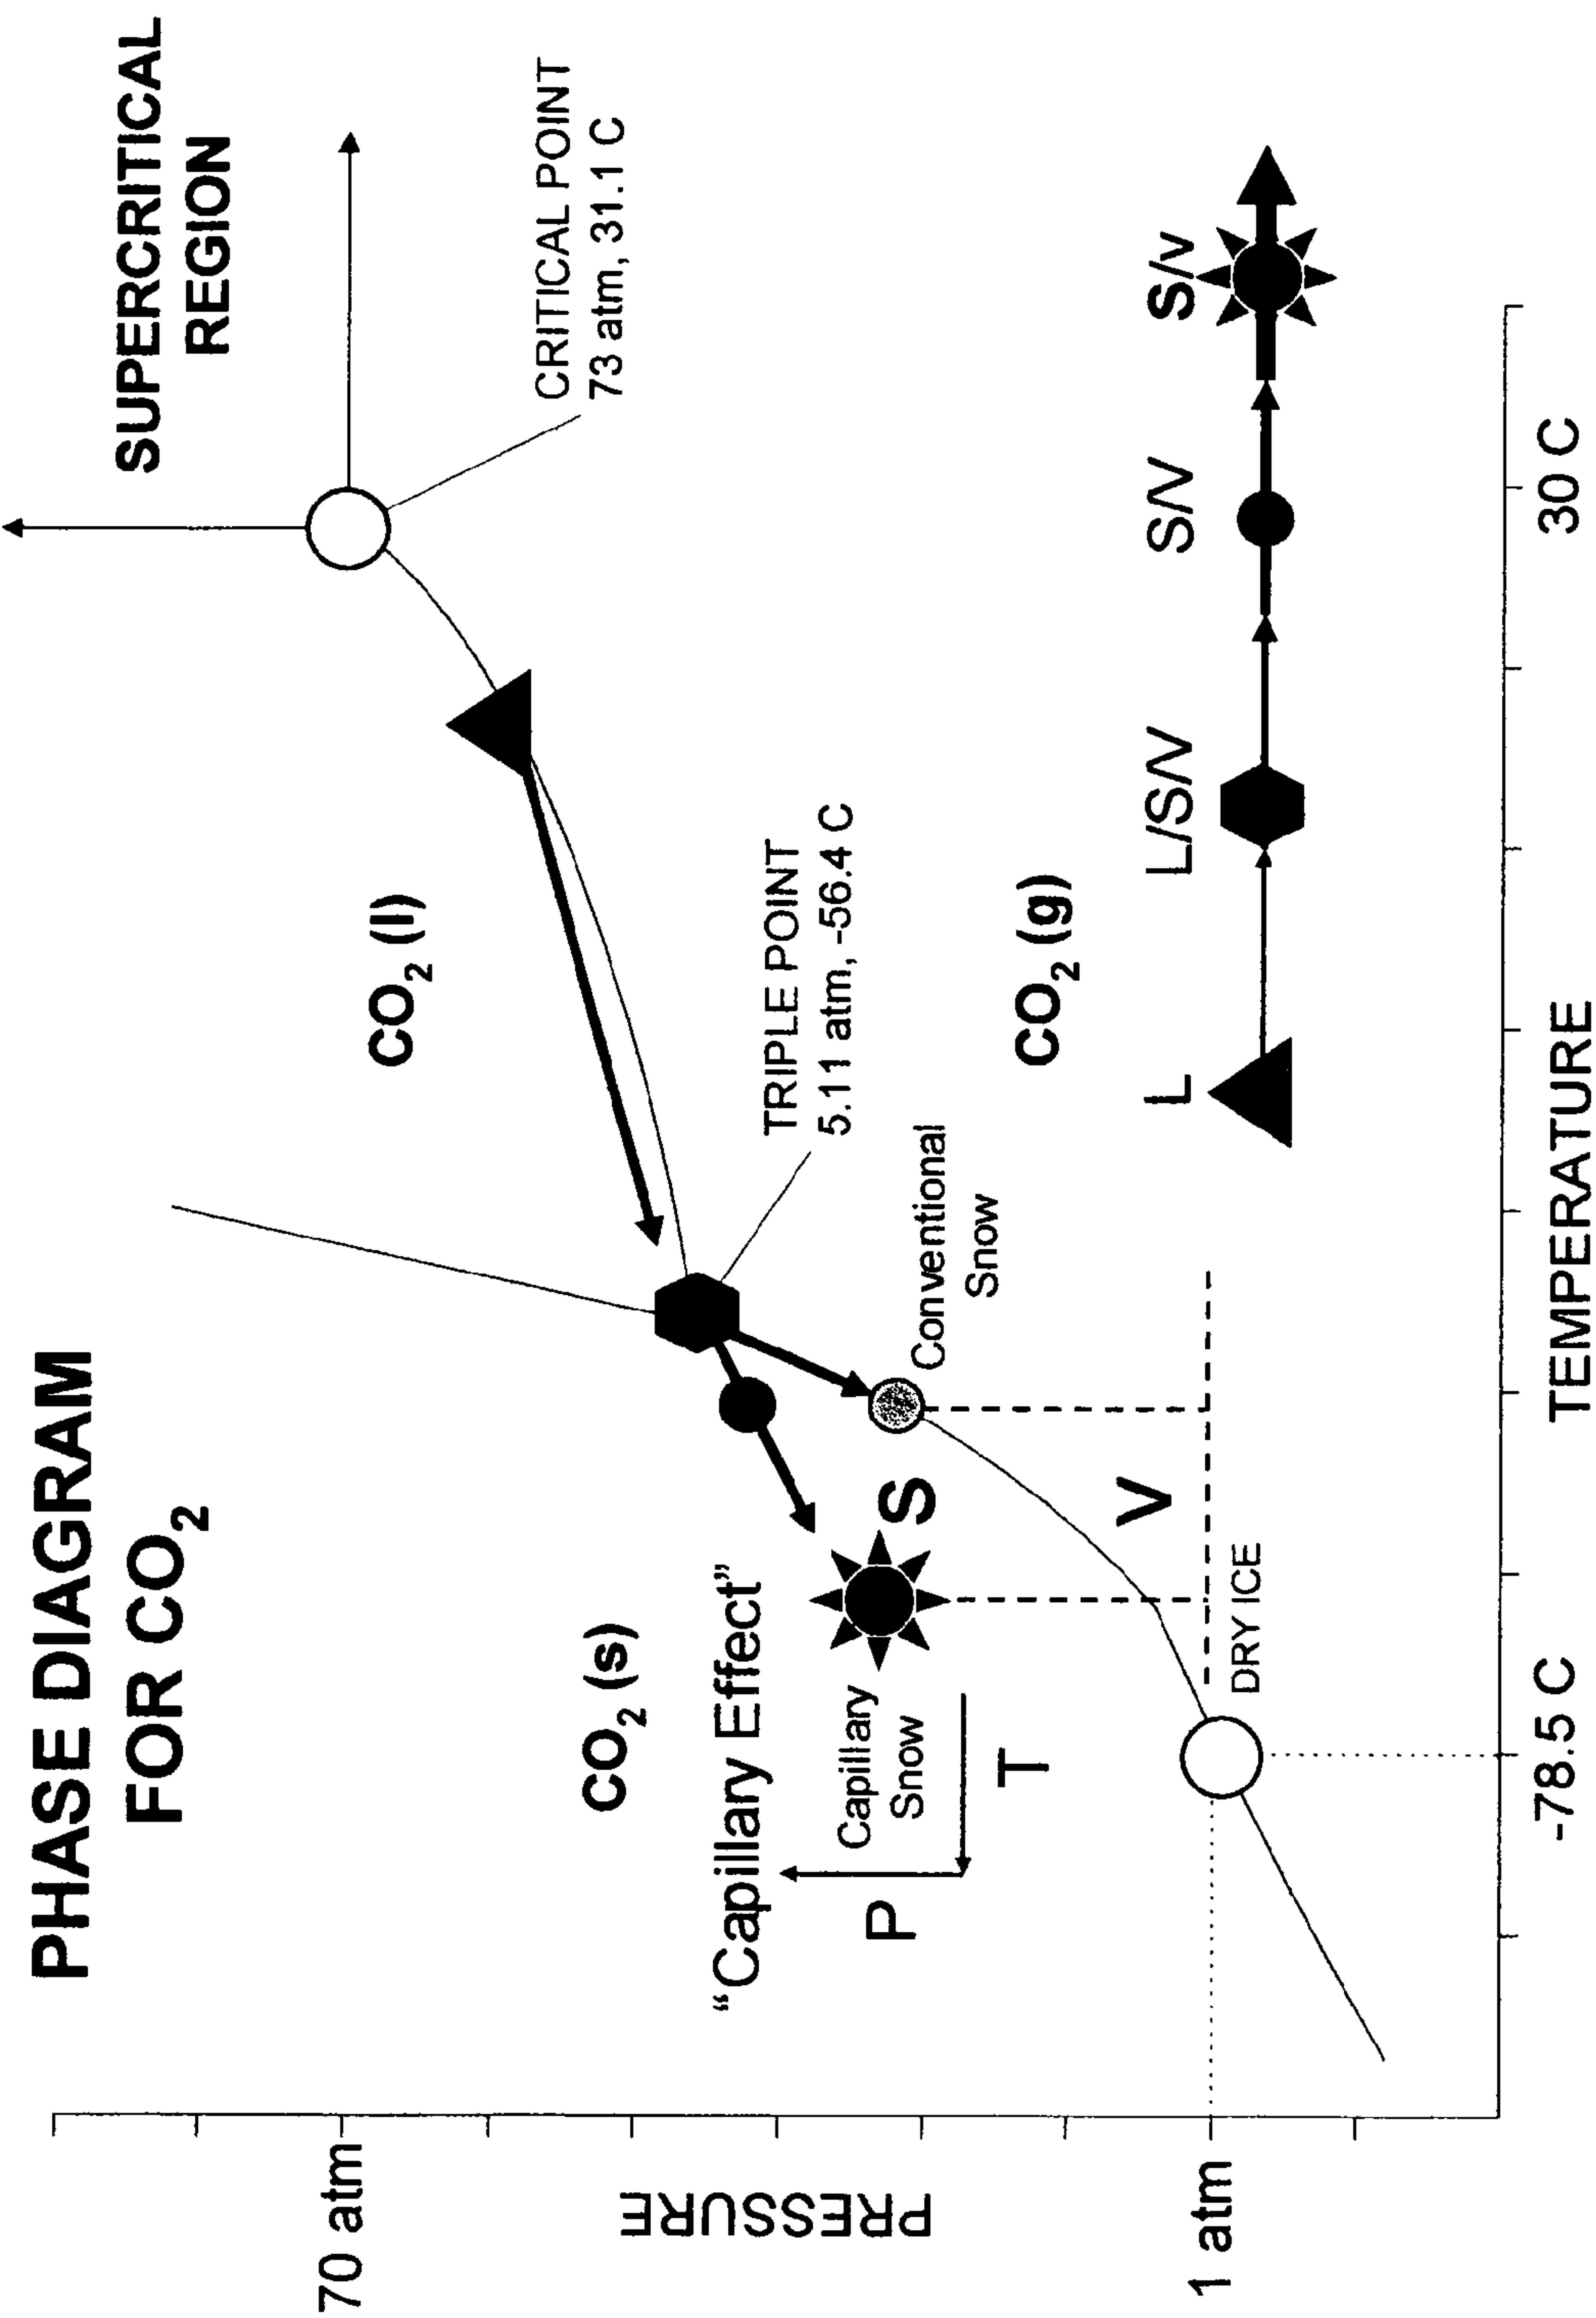 PHASE DIAGRAM
FOR CO2
SUPERCRITICAL
REGION
70 atm
CO2 (l)
CRITICAL POINT
73 atm, 31.1 C
CO2 (s)
PRESSURE
"Capillary Effect"
TRIPLE POINT
5.11 atm, -56.4 C
Capillary
Snow
S
P
T
Conventional
Snow
CO2 (g)
V
L
L/S/V
S/V
S/v
1 atm
DRY ICE
-78.5 C
30 C
TEMPERATURE